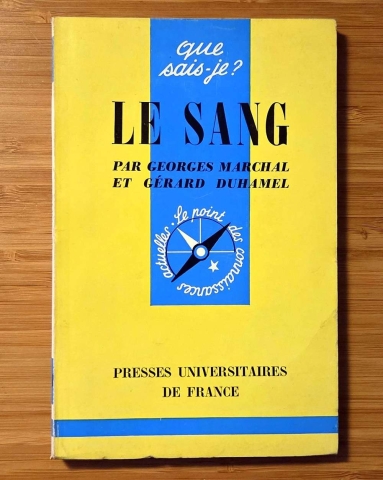 que
sais-je?
LE SANG
PAR GEORGES MARCHAL
ET GÉRARD DUHAMEL
Le point des connaissances actuelles •
PRESSES UNIVERSITAIRES
DE FRANCE